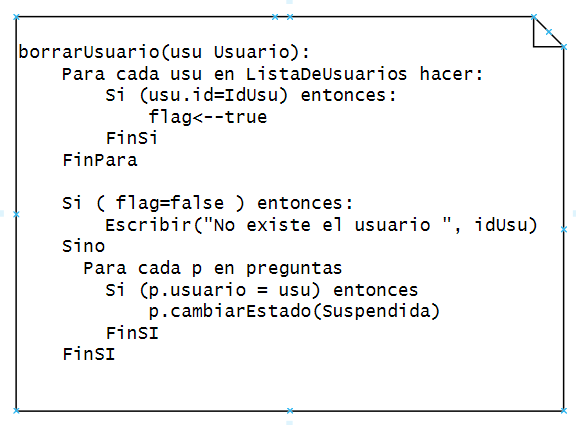 borrarUsuario(usu Usuario):
Para cada usu en ListaDeUsuarios hacer:
Si (usu.id=IdUsu) entonces:
flag<--true
FinSi
FinPara
Si ( flag=false ) entonces:
Escribir("No existe el usuario ", idUsu)
Sino
Para cada p en preguntas
Si (p.usuario = usu) entonces
p.cambiarEstado(Suspendida)
FinSI
FinSI